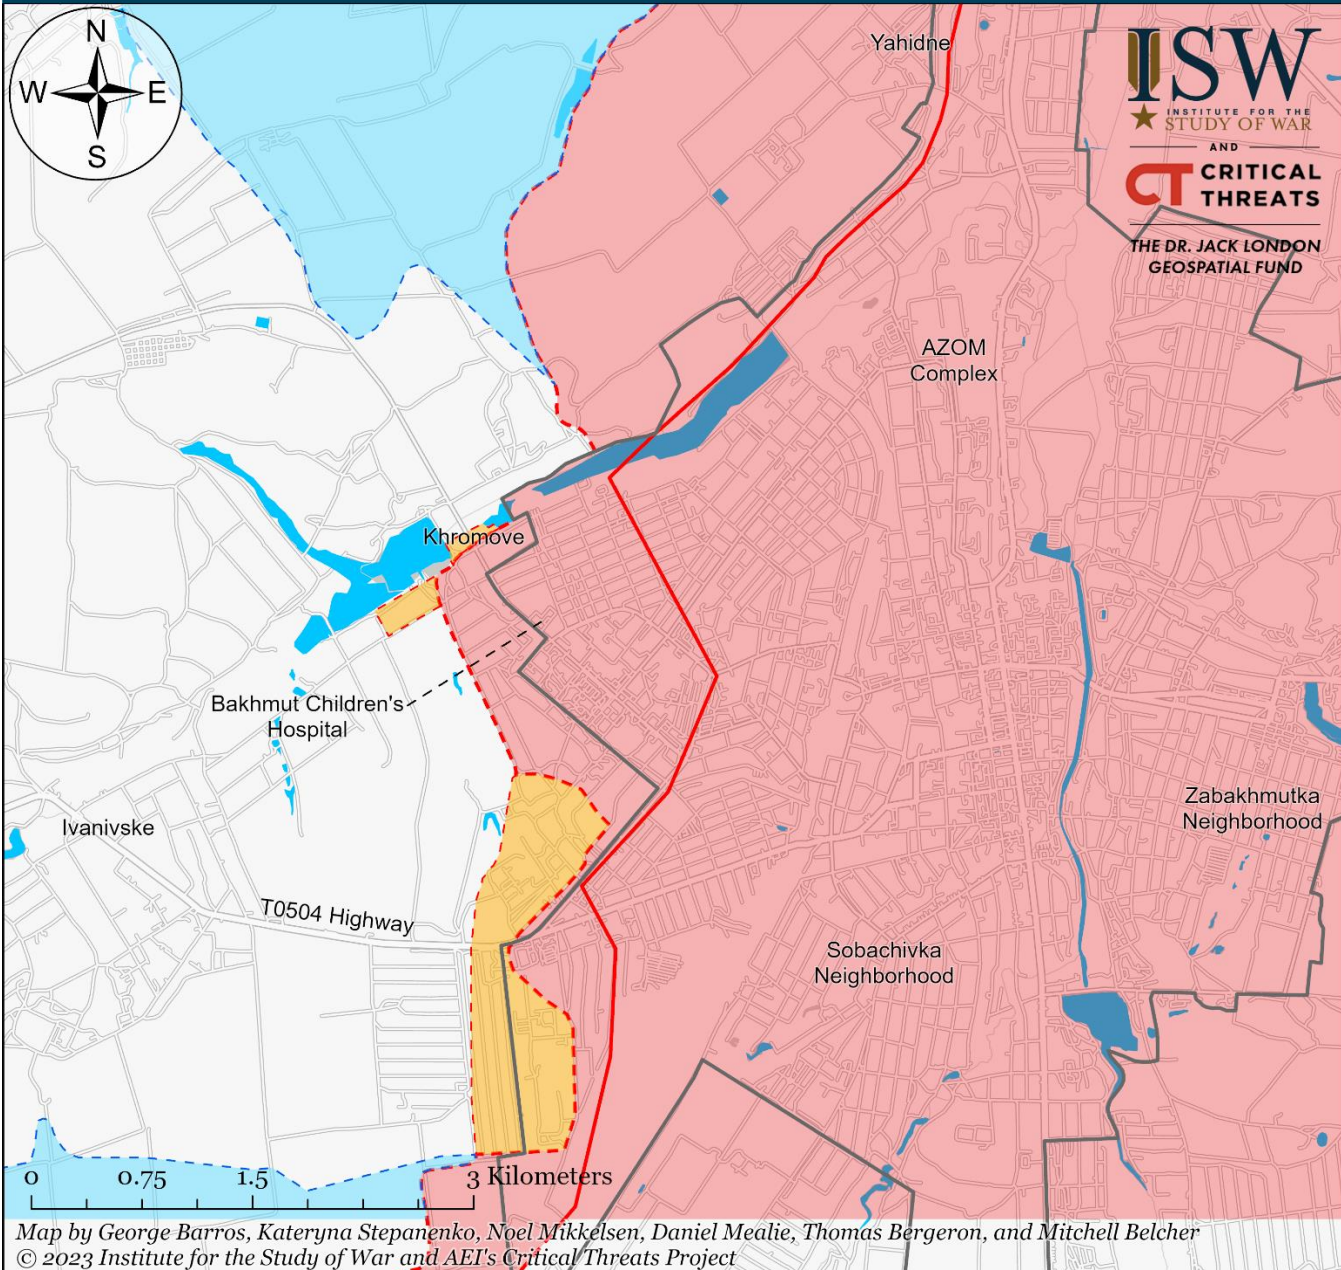 N
W
E
S
Yahidne
ISW
INSTITUTE FOR THE
STUDY OF WAR
AND
CT CRITICAL
THREATS
THE DR. JACK LONDON
GEOSPATIAL FUND
AZOM
Complex
Khromove
Bakhmut Children's
Hospital
Zabakhmutka
Neighborhood
Ivanivske
T0504 Highway
Sobachivka
Neighborhood
0 0.75 1.5 3 Kilometers
Map by George Barros, Kateryna Stepanenko, Noel Mikkelsen, Daniel Mealie, Thomas Bergeron, and Mitchell Belcher
© 2023 Institute for the Study of War and AEI's Critical Threats Project